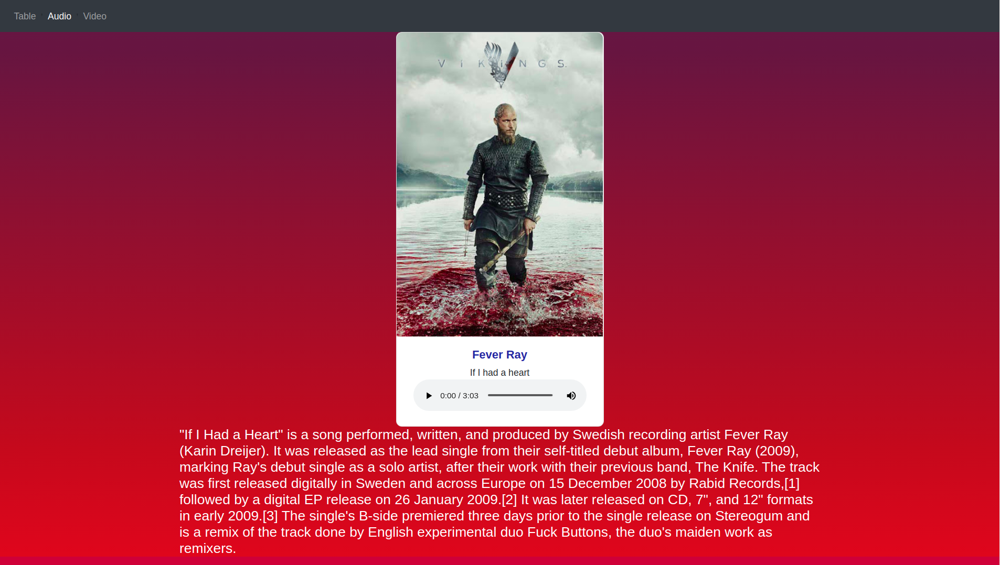 Table Audio Video
VIKINGS.
Fever Ray
If I had a heart
0:00 / 3:03
"If I Had a Heart" is a song performed, written, and produced by Swedish recording artist Fever Ray
(Karin Dreijer). It was released as the lead single from their self-titled debut album, Fever Ray (2009),
marking Ray's debut single as a solo artist, after their work with their previous band, The Knife. The track
was first released digitally in Sweden and across Europe on 15 December 2008 by Rabid Records,[1]
followed by a digital EP release on 26 January 2009.[2] It was later released on CD, 7", and 12" formats
in early 2009.[3] The single's B-side premiered three days prior to the single release on Stereogum and
is a remix of the track done by English experimental duo Fuck Buttons, the duo's maiden work as
remixers.